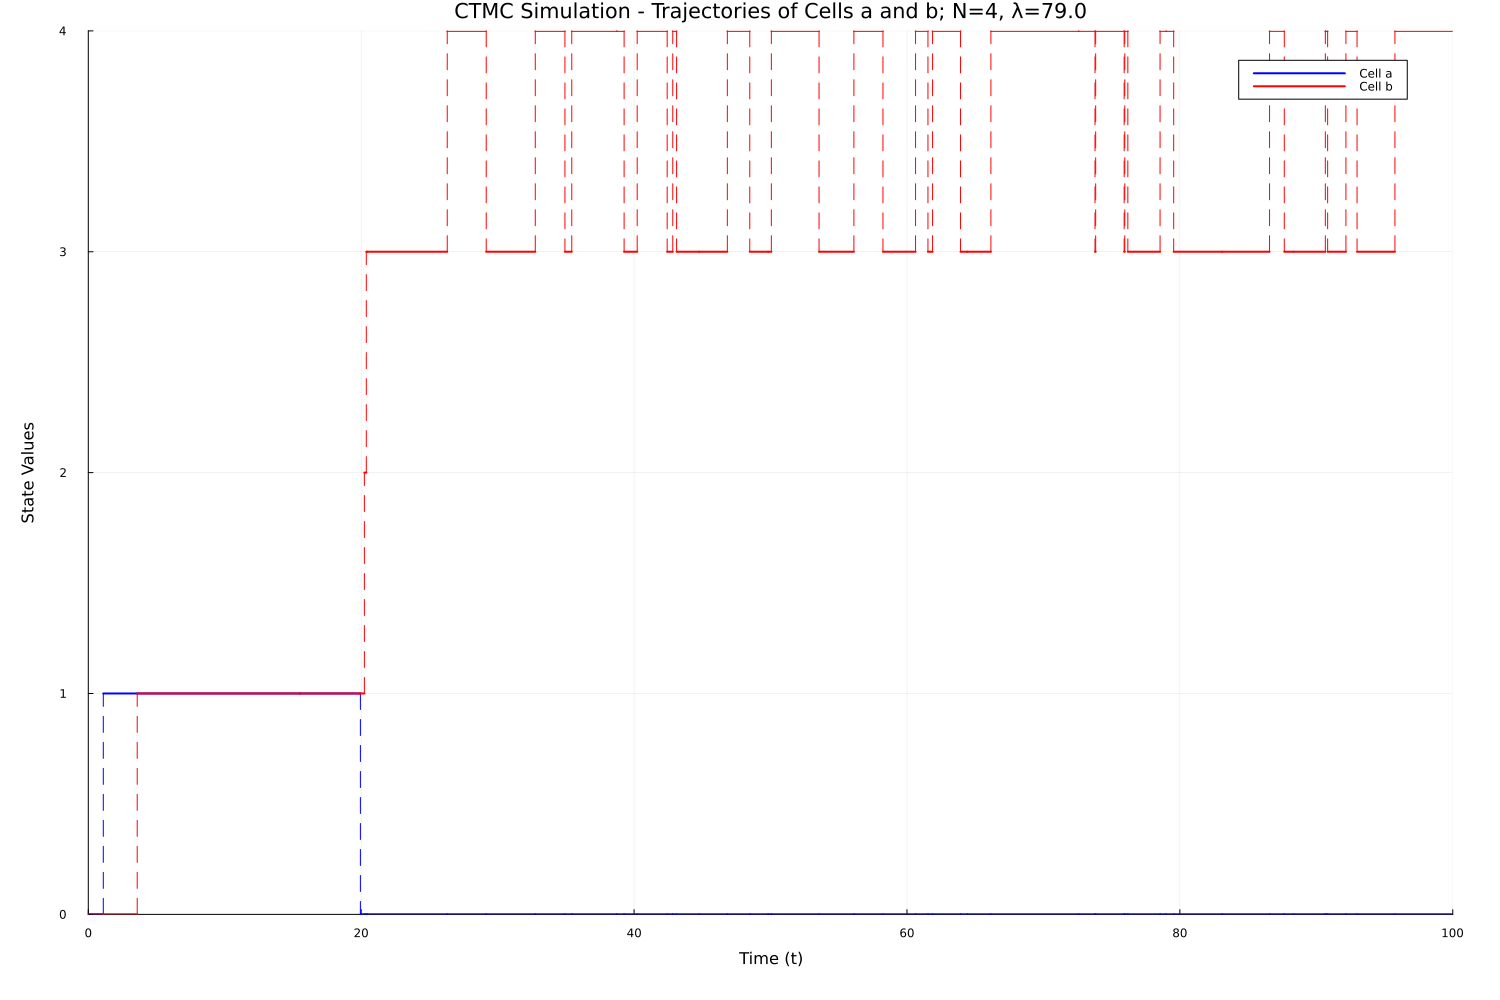 CTMC Simulation - Trajectories of Cells a and b; N=4, λ=79.0
4
Cell a
Cell b
3
State Values
2
1
0
0 20 40 60 80 100
Time (t)